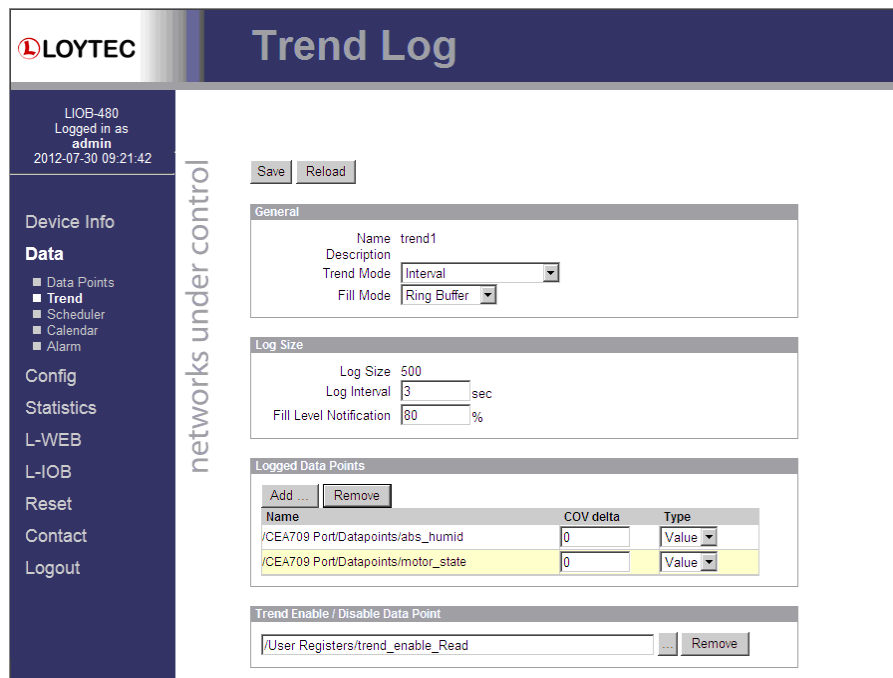 LOYTEC
Trend Log
LIOB-480
Logged in as
admin
2012-07-30 09:21:42
Device Info
Data
Data Points
Trend
Scheduler
Calendar
Alarm
Config
Statistics
L-WEB
L-IOB
Reset
Contact
Logout
networks under control
Save Reload
General
Name trend1
Description
Trend Mode Interval
Fill Mode Ring Buffer
Log Size
Log Size 500
Log Interval 3 sec
Fill Level Notification 80 %
Logged Data Points
Add ... Remove
Name COV delta Type
/CEA709 Port/Datapoints/abs_humid 0 Value
/CEA709 Port/Datapoints/motor_state 0 Value
Trend Enable / Disable Data Point
/User Registers/trend_enable_Read ... Remove